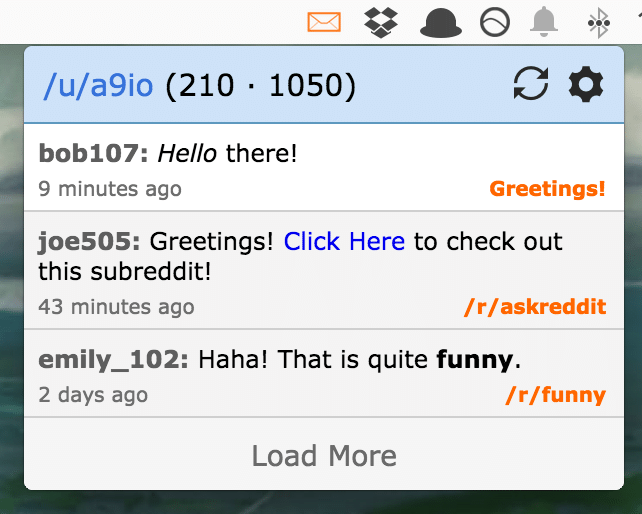 /u/a9io (210 · 1050)
bob107: Hello there!
9 minutes ago Greetings!
joe505: Greetings! Click Here to check out
this subreddit!
43 minutes ago /r/askreddit
emily_102: Haha! That is quite funny.
2 days ago /r/funny
Load More